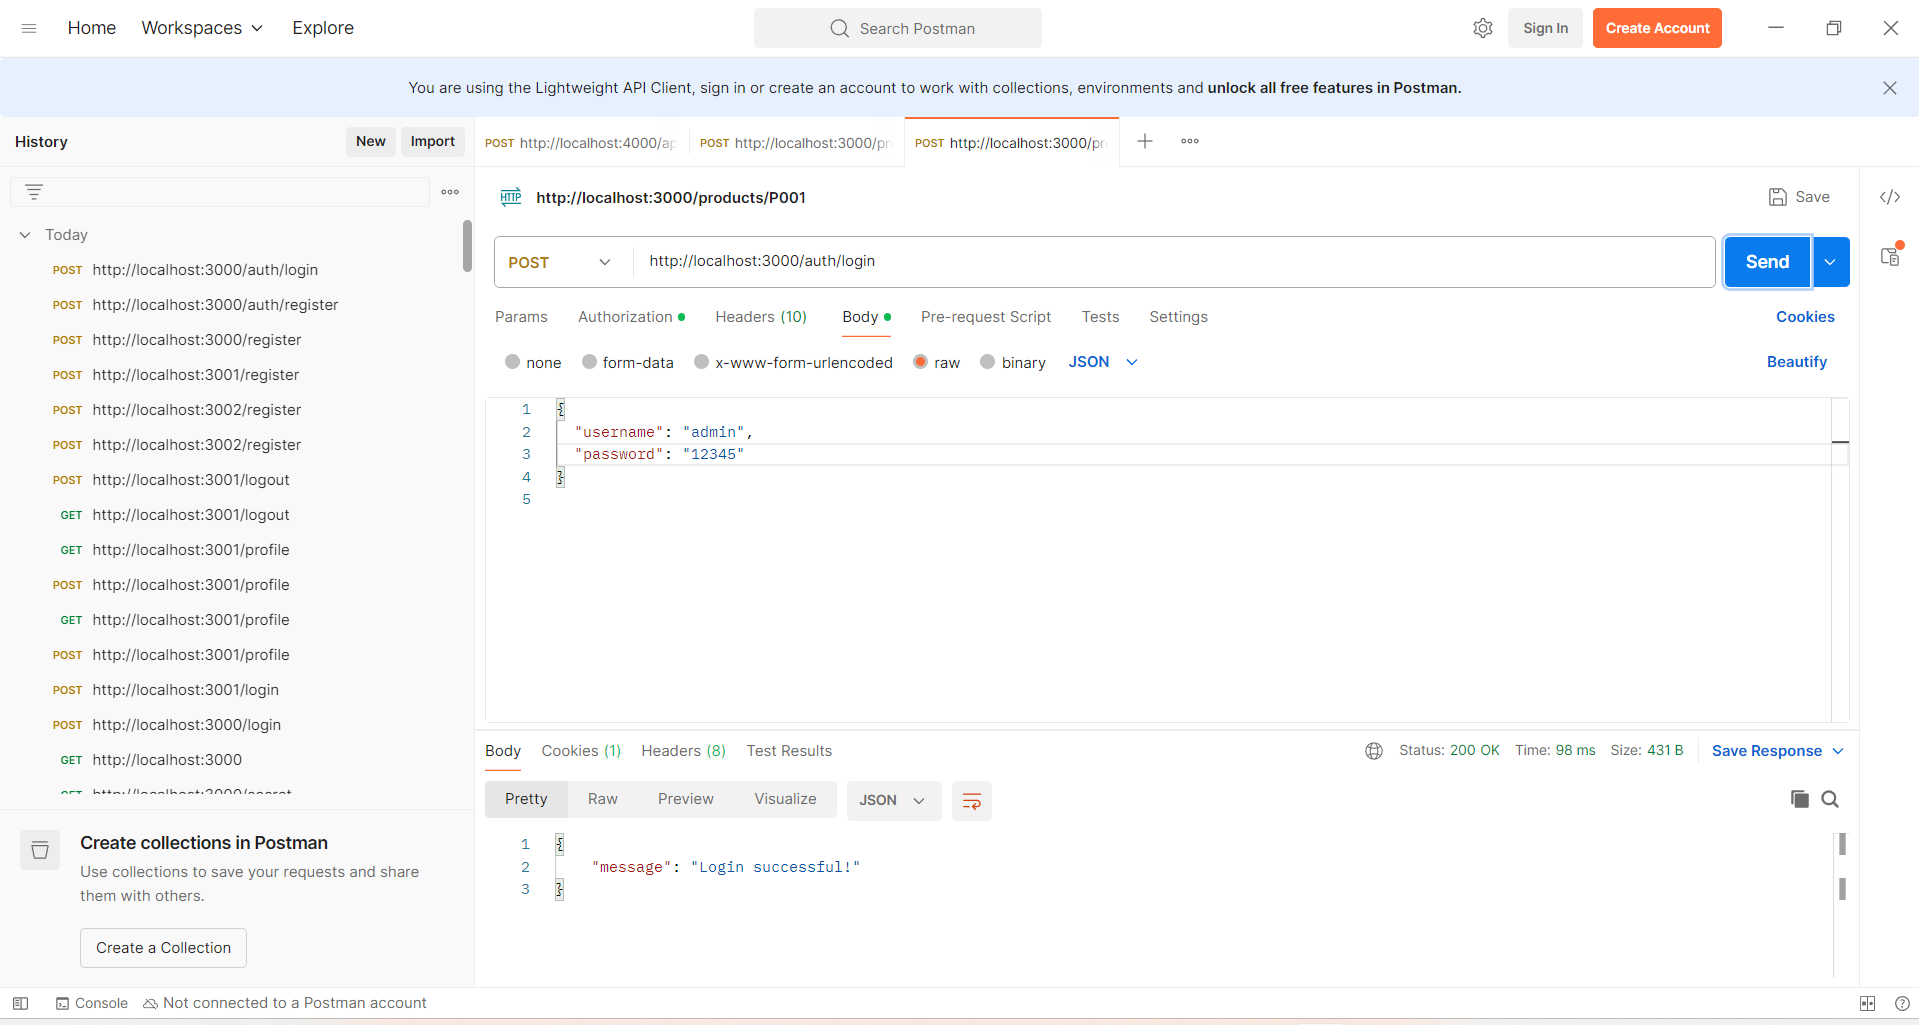 Home Workspaces Explore Search Postman Sign In Create Account
You are using the Lightweight API Client, sign in or create an account to work with collections, environments and unlock all free features in Postman.
History New Import
Today
POST http://localhost:3000/auth/login
POST http://localhost:3000/auth/register
POST http://localhost:3000/register
POST http://localhost:3001/register
POST http://localhost:3002/register
POST http://localhost:3002/register
POST http://localhost:3001/logout
GET http://localhost:3001/logout
GET http://localhost:3001/profile
POST http://localhost:3001/profile
GET http://localhost:3001/profile
POST http://localhost:3001/profile
POST http://localhost:3001/login
POST http://localhost:3000/login
GET http://localhost:3000
GET http://localhost:3000/secret
Create collections in Postman
Use collections to save your requests and share
them with others.
Create a Collection
POST http://localhost:4000/ap POST http://localhost:3000/pr POST http://localhost:3000/pr
HTTP http://localhost:3000/products/P001 Save
POST http://localhost:3000/auth/login Send
Params Authorization Headers (10) Body Pre-request Script Tests Settings Cookies
none form-data x-www-form-urlencoded raw binary JSON Beautify
1 {
2 "username": "admin",
3 "password": "12345"
4 }
5
Body Cookies (1) Headers (8) Test Results Status: 200 OK Time: 98 ms Size: 431 B Save Response
Pretty Raw Preview Visualize JSON
1 {
2 "message": "Login successful!"
3 }
Console Not connected to a Postman account